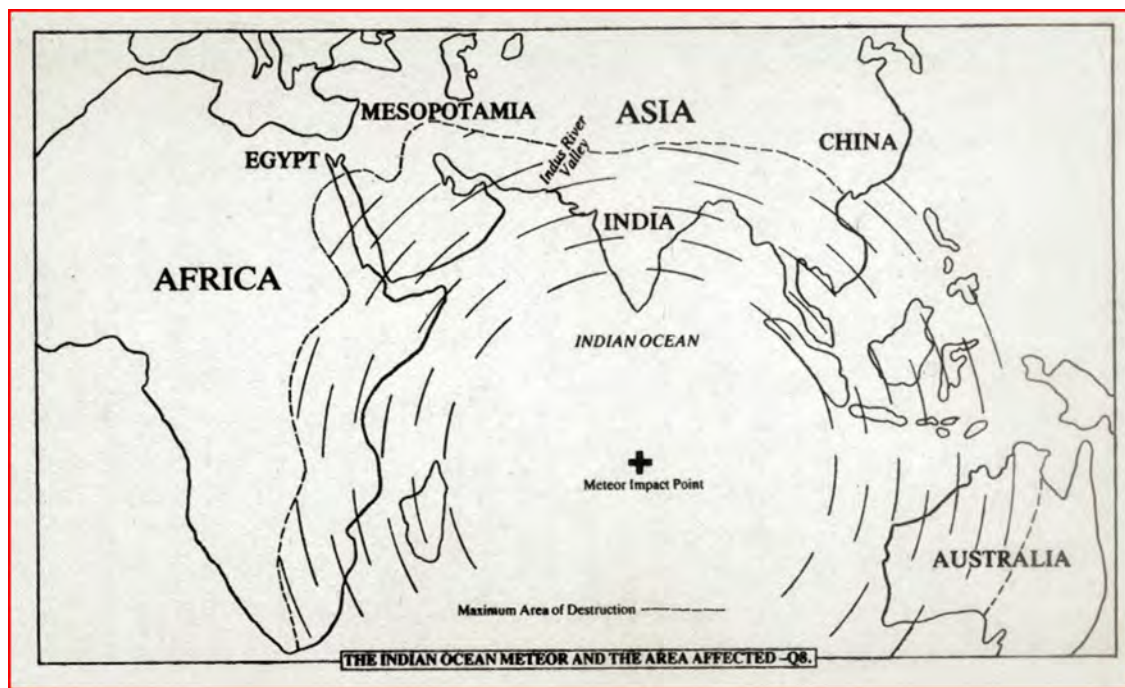 MESOPOTAMIA
ASIA
CHINA
EGYPT
Indus River
Valley
INDIA
AFRICA
INDIAN OCEAN
Meteor Impact Point
AUSTRALIA
Maximum Area of Destruction
THE INDIAN OCEAN METEOR AND THE AREA AFFECTED –Q8.